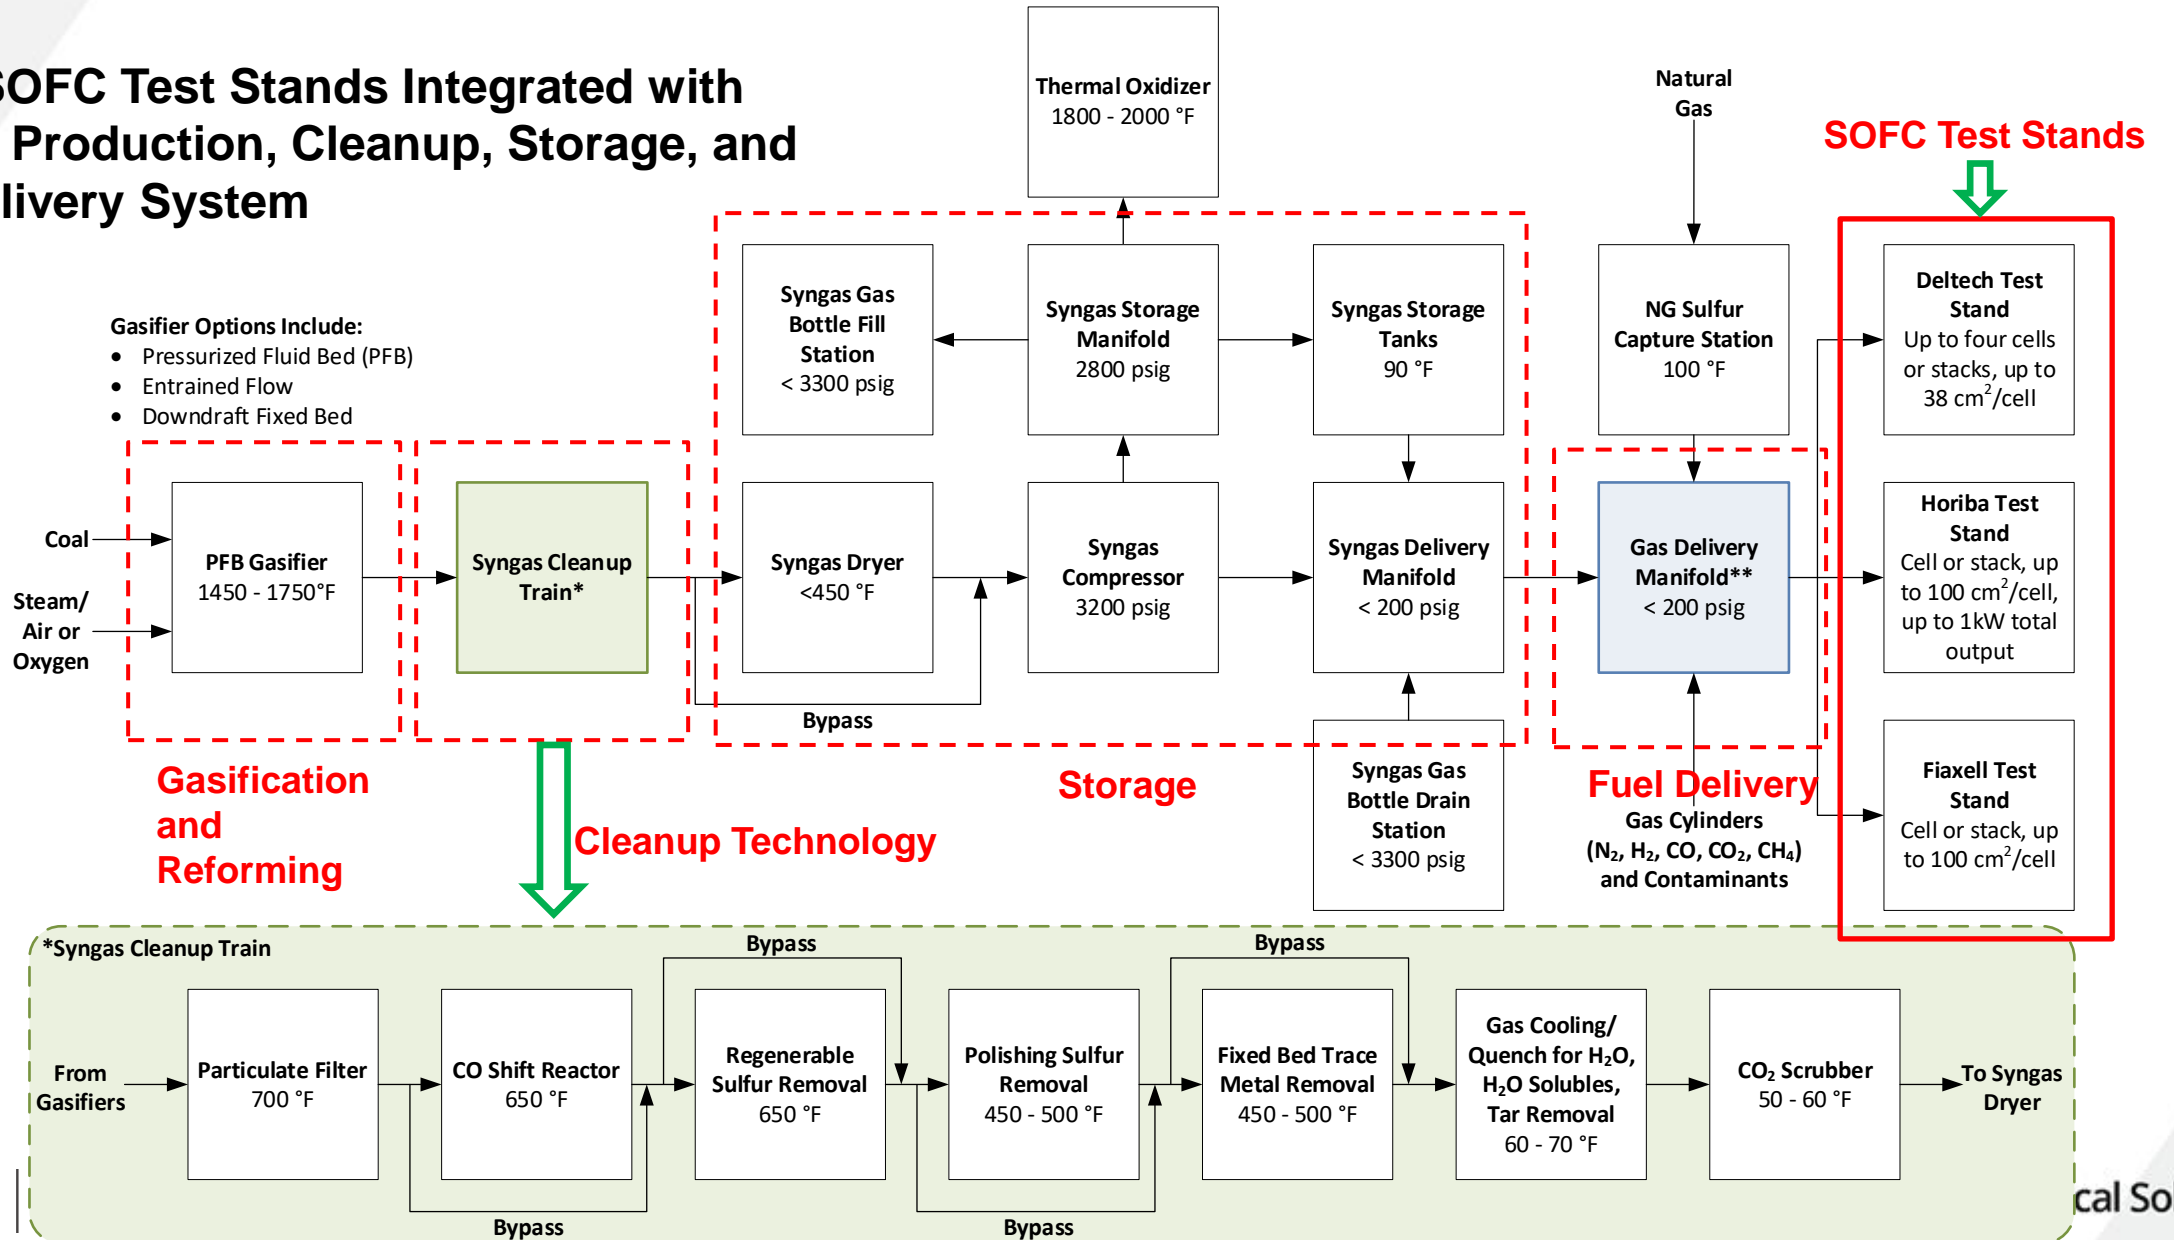 SOFC Test Stands Integrated with
Production, Cleanup, Storage, and
livery System
Thermal Oxidizer
1800 - 2000 °F
Natural
Gas
SOFC Test Stands
Gasifier Options Include:
• Pressurized Fluid Bed (PFB)
• Entrained Flow
• Downdraft Fixed Bed
Syngas Gas
Bottle Fill
Station
< 3300 psig
Syngas Storage
Manifold
2800 psig
Syngas Storage
Tanks
90 °F
NG Sulfur
Capture Station
100 °F
Deltech Test
Stand
Up to four cells
or stacks, up to
38 cm²/cell
Coal
Steam/
Air or
Oxygen
PFB Gasifier
1450 - 1750°F
Syngas Cleanup
Train*
Syngas Dryer
<450 °F
Bypass
Syngas
Compressor
3200 psig
Syngas Delivery
Manifold
< 200 psig
Gas Delivery
Manifold**
< 200 psig
Horiba Test
Stand
Cell or stack, up
to 100 cm²/cell,
up to 1kW total
output
Gasification
and
Reforming
Cleanup Technology
Storage
Syngas Gas
Bottle Drain
Station
< 3300 psig
Fuel Delivery
Gas Cylinders
(N₂, H₂, CO, CO₂, CH₄)
and Contaminants
Fiaxell Test
Stand
Cell or stack, up
to 100 cm²/cell
*Syngas Cleanup Train
Bypass
Bypass
From
Gasifiers
Particulate Filter
700 °F
CO Shift Reactor
650 °F
Regenerable
Sulfur Removal
650 °F
Polishing Sulfur
Removal
450 - 500 °F
Fixed Bed Trace
Metal Removal
450 - 500 °F
Gas Cooling/
Quench for H₂O,
H₂O Solubles,
Tar Removal
60 - 70 °F
CO₂ Scrubber
50 - 60 °F
To Syngas
Dryer
Bypass
Bypass
cal So